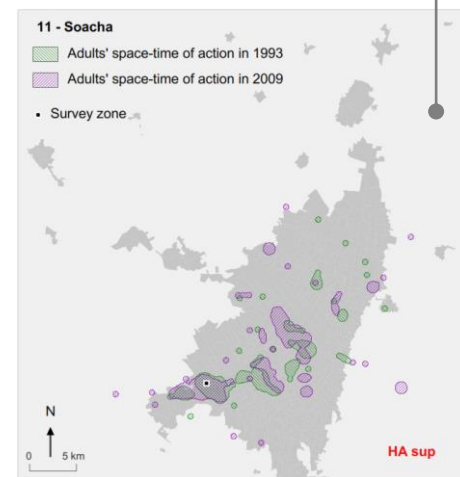 11 - Soacha
Adults' space-time of action in 1993
Adults' space-time of action in 2009
Survey zone
N
0 5 km
HA sup